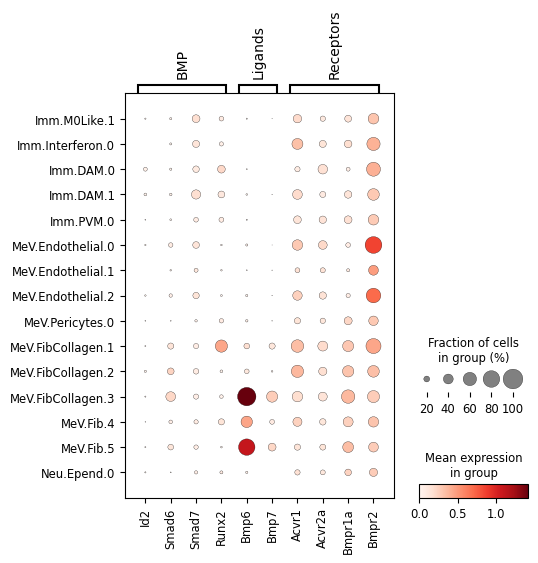 BMP
Ligands
Receptors
Imm.M0Like.1
Imm.Interferon.0
Imm.DAM.0
Imm.DAM.1
Imm.PVM.0
MeV.Endothelial.0
MeV.Endothelial.1
MeV.Endothelial.2
MeV.Pericytes.0
MeV.FibCollagen.1
MeV.FibCollagen.2
MeV.FibCollagen.3
MeV.Fib.4
MeV.Fib.5
Neu.Epend.0
Id2
Smad6
Smad7
Runx2
Bmp6
Bmp7
Acvr1
Acvr2a
Bmpr1a
Bmpr2
Fraction of cells
in group (%)
20 40 60 80 100
Mean expression
in group
0.0 0.5 1.0